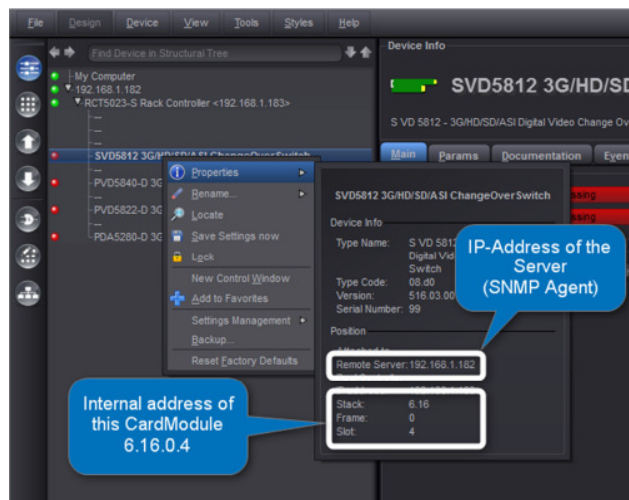 File Design Device View Tools Styles Help
Find Device in Structural Tree
My Computer
192.168.1.182
RCT5023-S Rack Controller <192.168.1.183>
SVD5812 3G/HD/SD/ASI ChangeOverSwitch
PVD5840-D 3G
PVD5822-D 3G
PDA5280-D 3G
Properties
Rename...
Locate
Save Settings now
Lock
New Control Window
Add to Favorites
Settings Management
Backup...
Reset Factory Defaults
Device Info
SVD5812 3G/HD/SD
S VD 5812 - 3G/HD/SD/ASI Digital Video Change Ov
Main Params Documentation Even
SVD5812 3G/HD/SD/ASI ChangeOverSwitch
Device Info
Type Name: S VD 5812
Digital Vid
Switch
Type Code: 08.d0
Version: 516.03.00
Serial Number: 99
Position
Attached to
Remote Server: 192.168.1.182
Stack: 6.16
Frame: 0
Slot: 4
ssing
ssing
IP-Address of the
Server
(SNMP Agent)
Internal address of
this CardModule
6.16.0.4